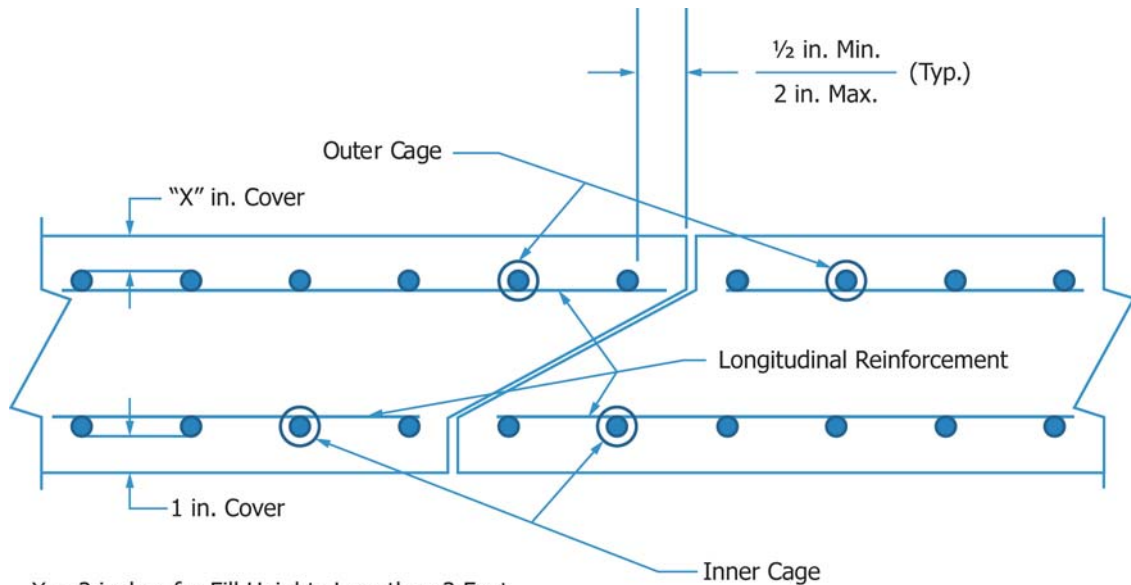 ½ in. Min.
2 in. Max.
(Typ.)
Outer Cage
“X” in. Cover
Longitudinal Reinforcement
1 in. Cover
Inner Cage